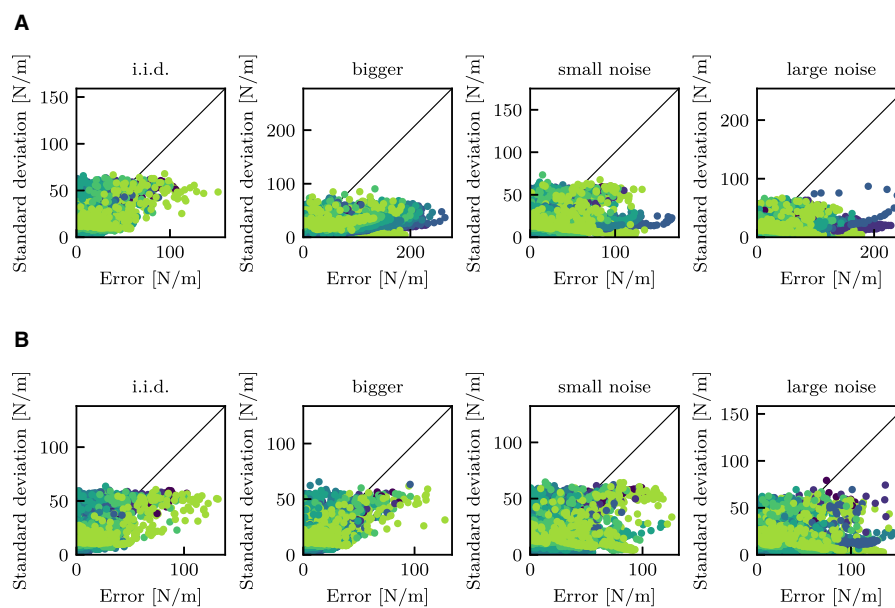 A
i.i.d.
bigger
small noise
large noise
Standard deviation [N/m]
150
100
50
0
0
100
Error [N/m]
Standard deviation [N/m]
200
100
0
0
200
Error [N/m]
Standard deviation [N/m]
150
100
50
0
0
100
Error [N/m]
Standard deviation [N/m]
200
100
0
0
200
Error [N/m]
B
i.i.d.
bigger
small noise
large noise
Standard deviation [N/m]
100
50
0
0
100
Error [N/m]
Standard deviation [N/m]
100
50
0
0
100
Error [N/m]
Standard deviation [N/m]
100
50
0
0
100
Error [N/m]
Standard deviation [N/m]
150
100
50
0
0
100
Error [N/m]